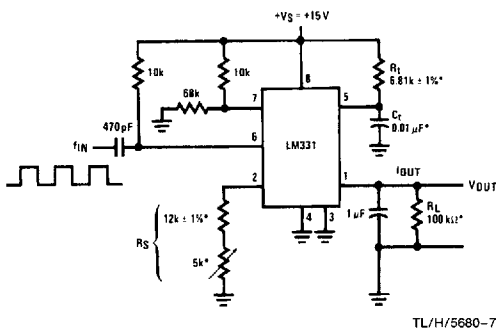 +VS = +15V
10k
10k
68k
Rt
6.81k ± 1%*
Ct
0.01 µF*
470pF
fIN
7
6
2
8
5
1
LM331
4
3
iOUT
VOUT
1 µF
RL
100 kΩ*
RS
12k ± 1%*
5k*
TL/H/5680-7